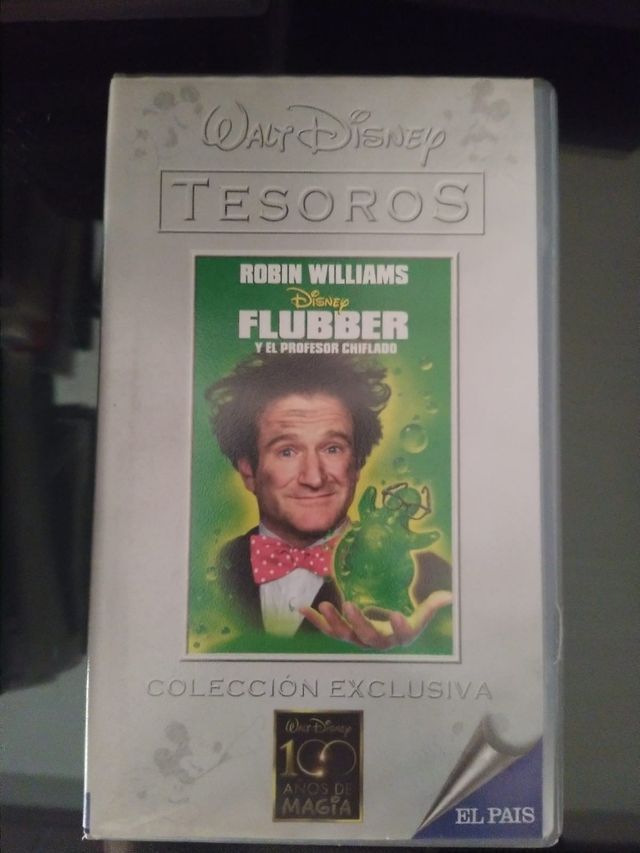 WALT DISNEY
TESOROS
ROBIN WILLIAMS
DISNEY
FLUBBER
Y EL PROFESOR CHIFLADO
COLECCIÓN EXCLUSIVA
WALT DISNEY
100
AÑOS DE
MAGIA
EL PAIS